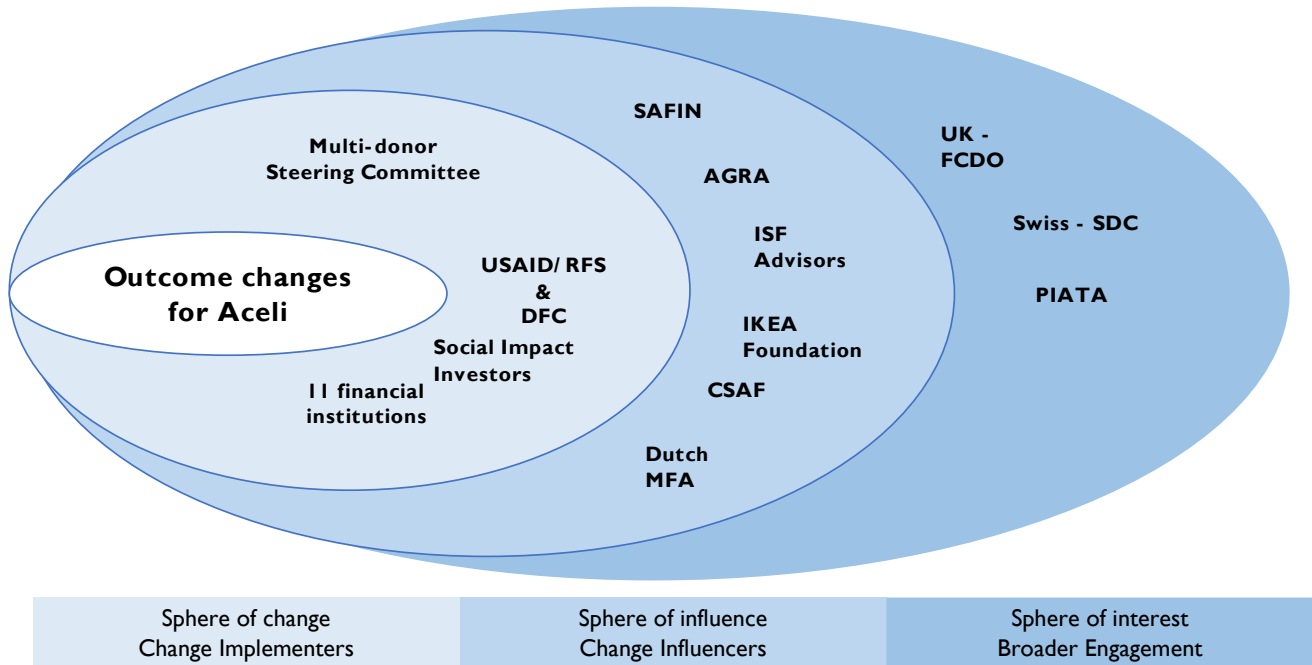 SAFIN
UK -
FCDO
Multi-donor
Steering Committee
AGRA
Swiss - SDC
ISF
Advisors
Outcome changes
for Aceli
USAID/ RFS
&
DFC
PIATA
IKEA
Foundation
Social Impact
Investors
11 financial
institutions
CSAF
Dutch
MFA
Sphere of change
Change Implementers
Sphere of influence
Change Influencers
Sphere of interest
Broader Engagement